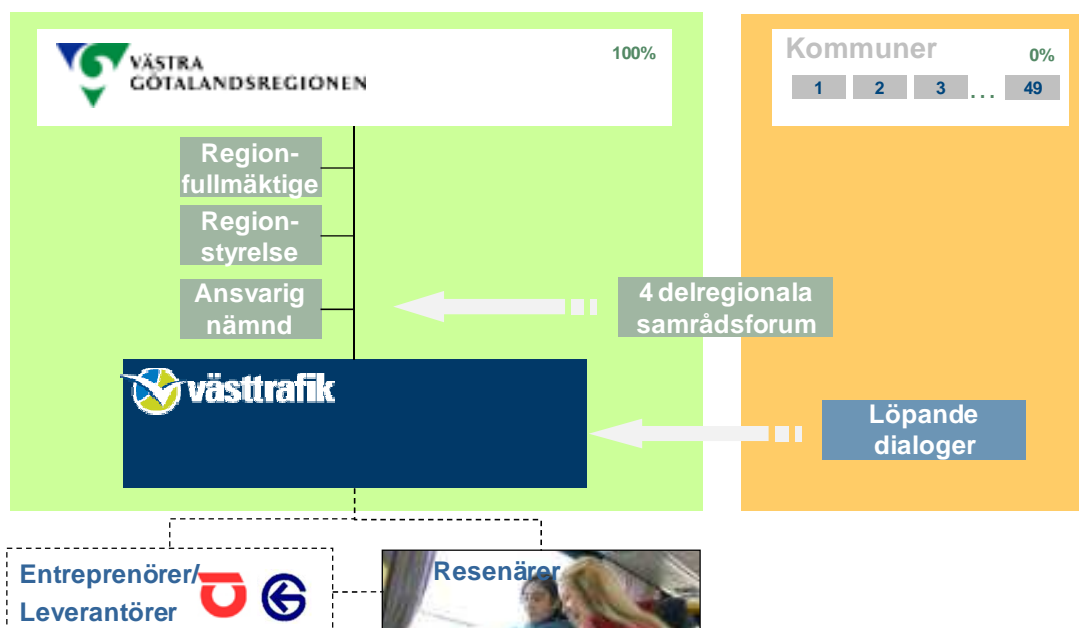 VÄSTRA
GÖTALANDSREGIONEN
100%
Kommuner
0%
1 2 3 ... 49
Region-
fullmäktige
Region-
styrelse
Ansvarig
nämnd
4 delregionala
samrådsforum
västtrafik
Löpande
dialoger
Entreprenörer/
Leverantörer
Resenärer